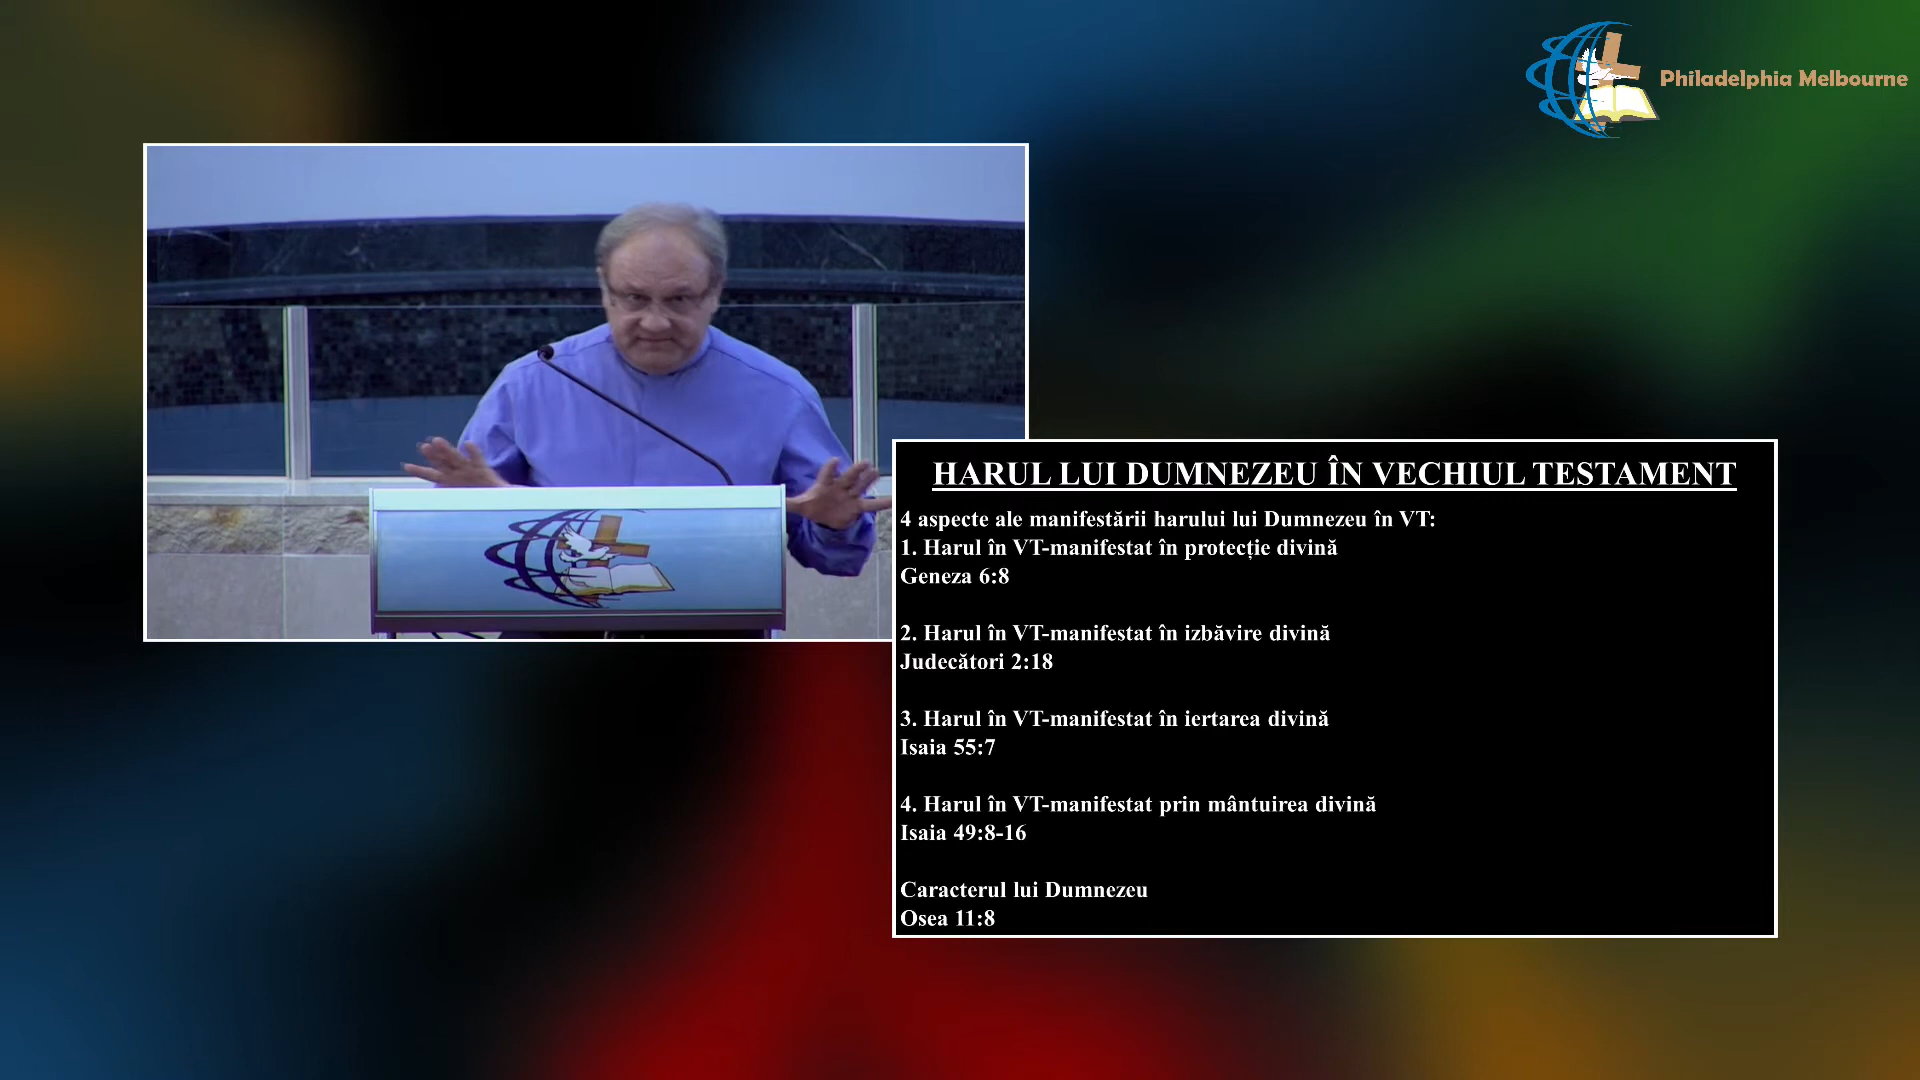 Philadelphia Melbourne
HARUL LUI DUMNEZEU ÎN VECHIUL TESTAMENT
4 aspecte ale manifestării harului lui Dumnezeu în VT:
1. Harul în VT-manifestat în protecție divină
Geneza 6:8
2. Harul în VT-manifestat în izbăvire divină
Judecători 2:18
3. Harul în VT-manifestat în iertarea divină
Isaia 55:7
4. Harul în VT-manifestat prin mântuirea divină
Isaia 49:8-16
Caracterul lui Dumnezeu
Osea 11:8